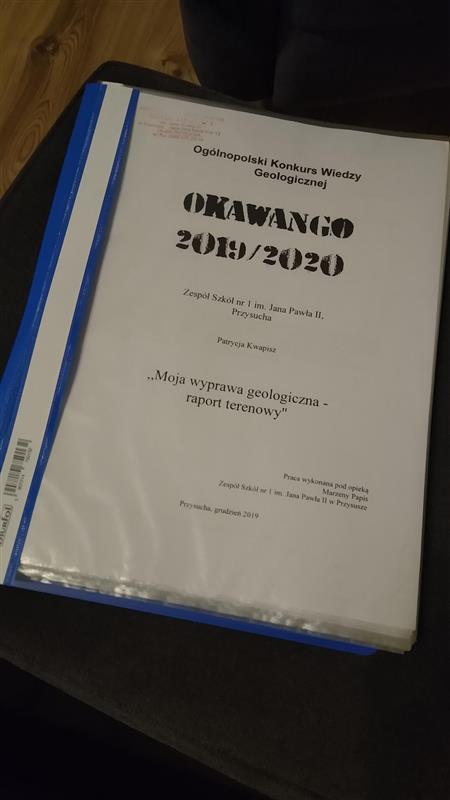 Ogólnopolski Konkurs Wiedzy
Geologicznej
OKAWANGO
2019/2020
Zespół Szkół nr 1 im. Jana Pawła II,
Przysucha
Patrycja Kwapisz
,,Moja wyprawa geologiczna -
raport terenowy"
Praca wykonana pod opieką
Marzeny Papis
Zespół Szkół nr 1 im. Jana Pawła II w Przysusze
Przysucha, grudzień 2019